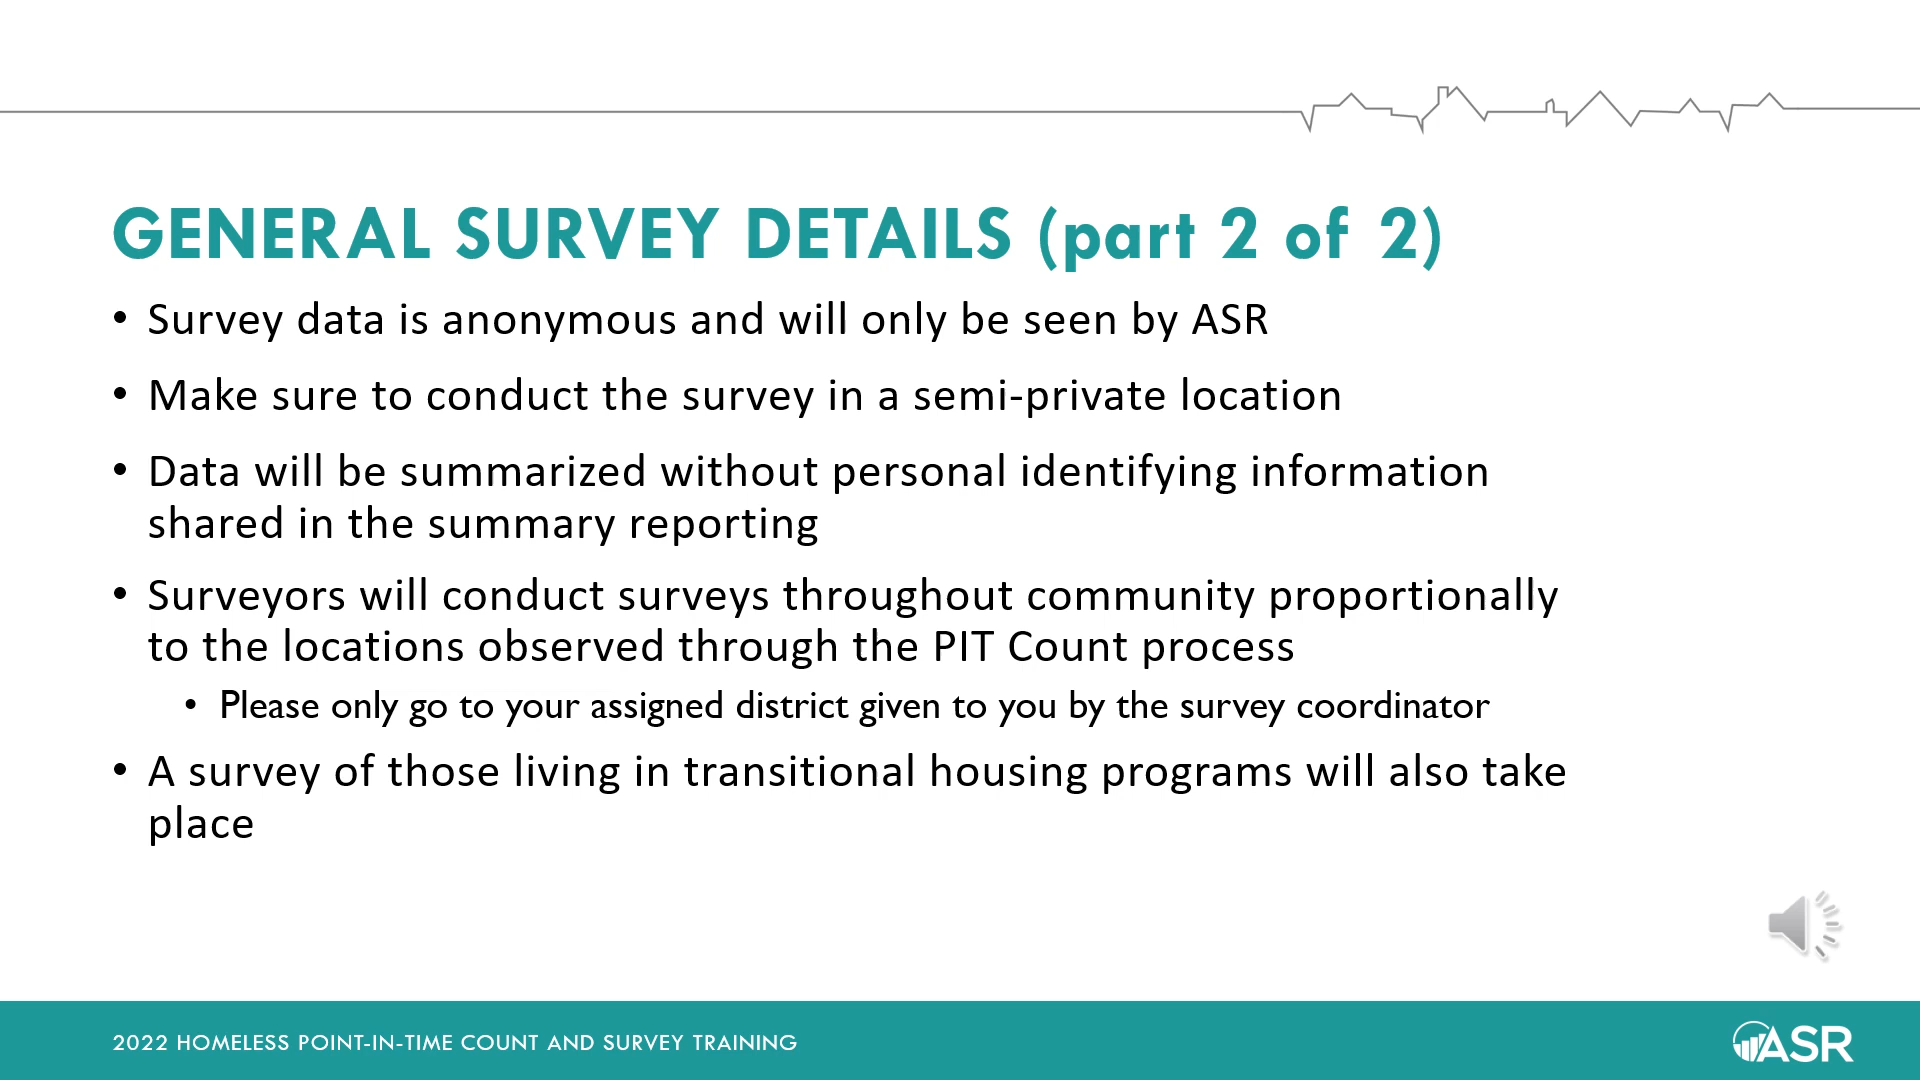 GENERAL SURVEY DETAILS (part 2 of 2)
• Survey data is anonymous and will only be seen by ASR
• Make sure to conduct the survey in a semi-private location
• Data will be summarized without personal identifying information
shared in the summary reporting
• Surveyors will conduct surveys throughout community proportionally
to the locations observed through the PIT Count process
• Please only go to your assigned district given to you by the survey coordinator
• A survey of those living in transitional housing programs will also take
place
2022 HOMELESS POINT-IN-TIME COUNT AND SURVEY TRAINING
ASR